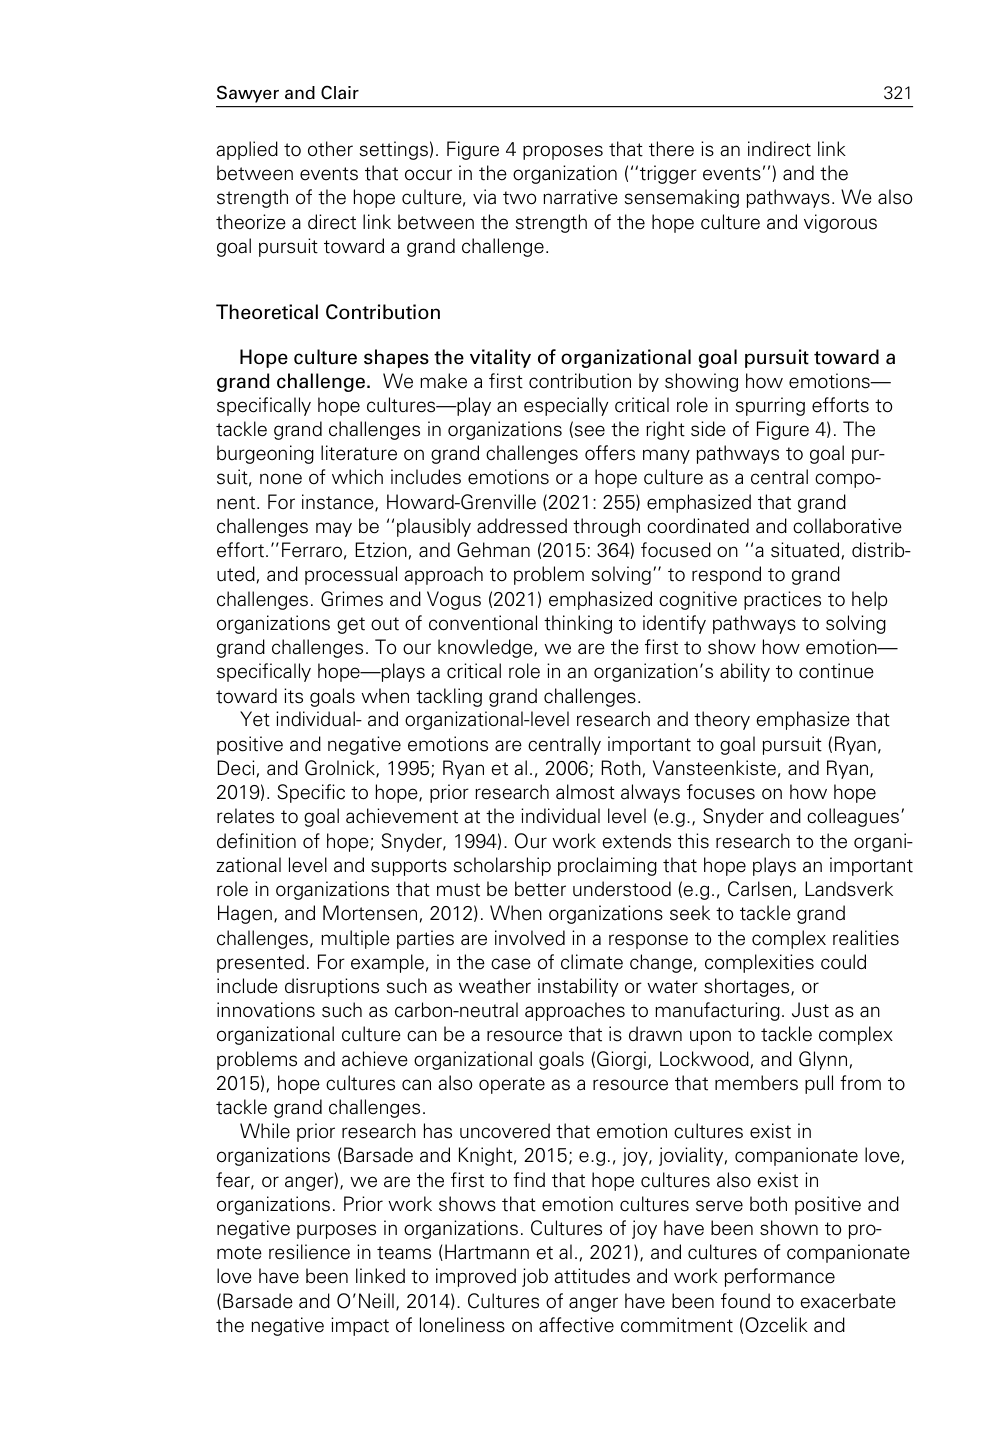 Sawyer and Clair 321
applied to other settings). Figure 4 proposes that there is an indirect link
between events that occur in the organization (‘‘trigger events’’) and the
strength of the hope culture, via two narrative sensemaking pathways. We also
theorize a direct link between the strength of the hope culture and vigorous
goal pursuit toward a grand challenge.
Theoretical Contribution
Hope culture shapes the vitality of organizational goal pursuit toward a
grand challenge. We make a first contribution by showing how emotions—
specifically hope cultures—play an especially critical role in spurring efforts to
tackle grand challenges in organizations (see the right side of Figure 4). The
burgeoning literature on grand challenges offers many pathways to goal pur-
suit, none of which includes emotions or a hope culture as a central compo-
nent. For instance, Howard-Grenville (2021: 255) emphasized that grand
challenges may be ‘‘plausibly addressed through coordinated and collaborative
effort.’’Ferraro, Etzion, and Gehman (2015: 364) focused on ‘‘a situated, distrib-
uted, and processual approach to problem solving’’ to respond to grand
challenges. Grimes and Vogus (2021) emphasized cognitive practices to help
organizations get out of conventional thinking to identify pathways to solving
grand challenges. To our knowledge, we are the first to show how emotion—
specifically hope—plays a critical role in an organization’s ability to continue
toward its goals when tackling grand challenges.
Yet individual- and organizational-level research and theory emphasize that
positive and negative emotions are centrally important to goal pursuit (Ryan,
Deci, and Grolnick, 1995; Ryan et al., 2006; Roth, Vansteenkiste, and Ryan,
2019). Specific to hope, prior research almost always focuses on how hope
relates to goal achievement at the individual level (e.g., Snyder and colleagues’
definition of hope; Snyder, 1994). Our work extends this research to the organi-
zational level and supports scholarship proclaiming that hope plays an important
role in organizations that must be better understood (e.g., Carlsen, Landsverk
Hagen, and Mortensen, 2012). When organizations seek to tackle grand
challenges, multiple parties are involved in a response to the complex realities
presented. For example, in the case of climate change, complexities could
include disruptions such as weather instability or water shortages, or
innovations such as carbon-neutral approaches to manufacturing. Just as an
organizational culture can be a resource that is drawn upon to tackle complex
problems and achieve organizational goals (Giorgi, Lockwood, and Glynn,
2015), hope cultures can also operate as a resource that members pull from to
tackle grand challenges.
While prior research has uncovered that emotion cultures exist in
organizations (Barsade and Knight, 2015; e.g., joy, joviality, companionate love,
fear, or anger), we are the first to find that hope cultures also exist in
organizations. Prior work shows that emotion cultures serve both positive and
negative purposes in organizations. Cultures of joy have been shown to pro-
mote resilience in teams (Hartmann et al., 2021), and cultures of companionate
love have been linked to improved job attitudes and work performance
(Barsade and O’Neill, 2014). Cultures of anger have been found to exacerbate
the negative impact of loneliness on affective commitment (Ozcelik and